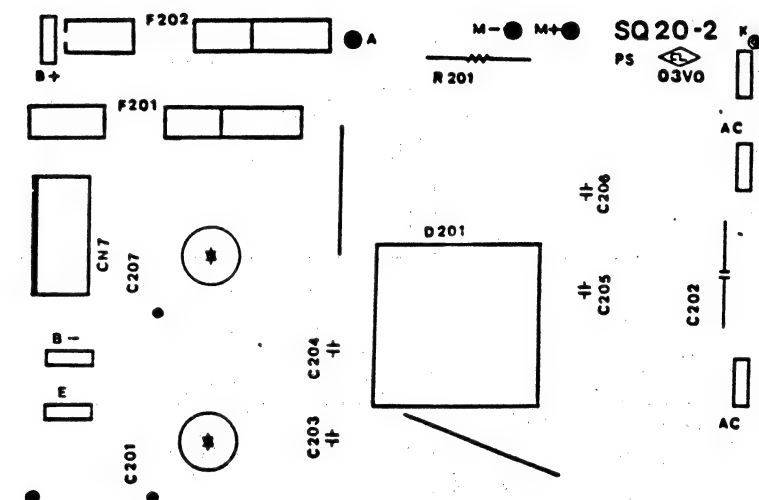 F202
A
M-
M+
SQ20-2
K
B+
R201
PS
03V0
F201
AC
C206
D201
CN7
C207
C205
C202
B-
C204
E
C203
C201
AC